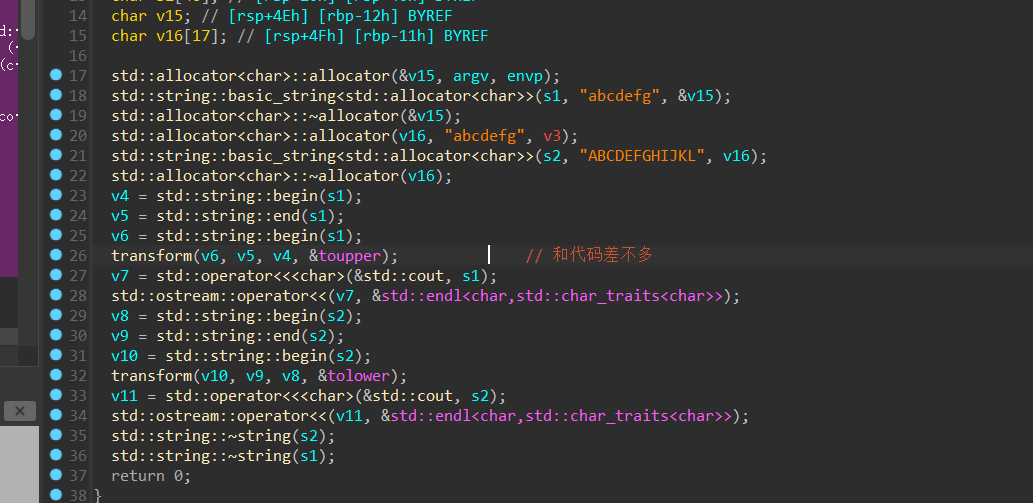 14 char v15; // [rsp+4Eh] [rbp-12h] BYREF
15 char v16[17]; // [rsp+4Fh] [rbp-11h] BYREF
16
17 std::allocator<char>::allocator(&v15, argv, envp);
18 std::string::basic_string<std::allocator<char>>(s1, "abcdefg", &v15);
19 std::allocator<char>::~allocator(&v15);
20 std::allocator<char>::allocator(v16, "abcdefg", v3);
21 std::string::basic_string<std::allocator<char>>(s2, "ABCDEFGHIJKL", v16);
22 std::allocator<char>::~allocator(v16);
23 v4 = std::string::begin(s1);
24 v5 = std::string::end(s1);
25 v6 = std::string::begin(s1);
26 transform(v6, v5, v4, &toupper); // 和代码差不多
27 v7 = std::operator<<<char>(&std::cout, s1);
28 std::ostream::operator<<(v7, &std::endl<char,std::char_traits<char>>);
29 v8 = std::string::begin(s2);
30 v9 = std::string::end(s2);
31 v10 = std::string::begin(s2);
32 transform(v10, v9, v8, &tolower);
33 v11 = std::operator<<<char>(&std::cout, s2);
34 std::ostream::operator<<(v11, &std::endl<char,std::char_traits<char>>);
35 std::string::~string(s2);
36 std::string::~string(s1);
37 return 0;
38 }